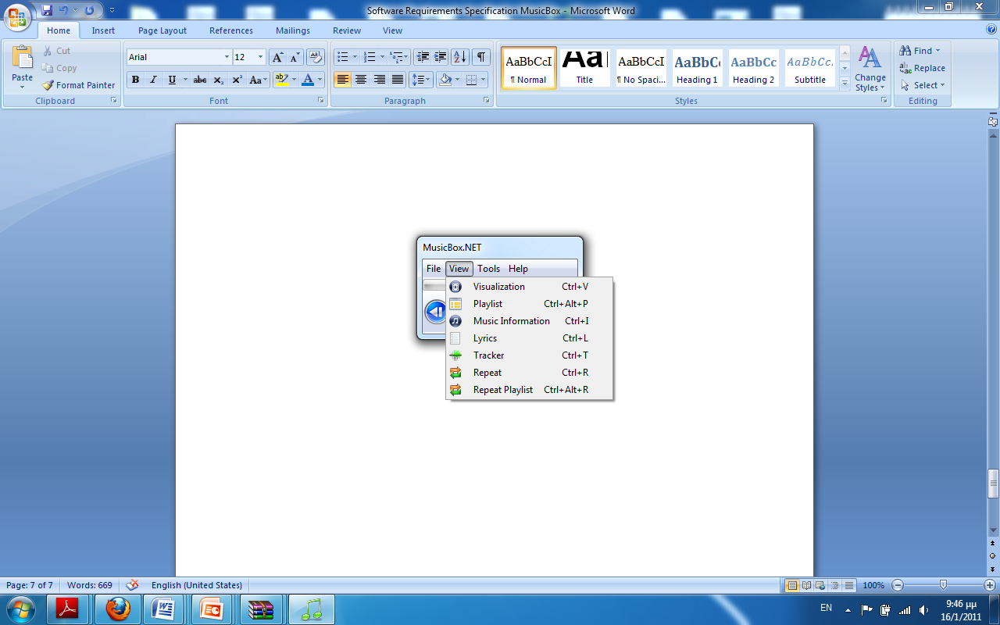 Software Requirements Specification MusicBox - Microsoft Word
Home Insert Page Layout References Mailings Review View
Paste
Cut
Copy
Format Painter
Clipboard
Arial 12
Font
Paragraph
AaBbCcI AaBbCcI AaBbC AaBbCc AaBbCc.
¶ Normal Title ¶ No Spaci... Heading 1 Heading 2 Subtitle
Change
Styles
Styles
Find
Replace
Select
Editing
MusicBox.NET
File View Tools Help
Visualization Ctrl+V
Playlist Ctrl+Alt+P
Music Information Ctrl+I
Lyrics Ctrl+L
Tracker Ctrl+T
Repeat Ctrl+R
Repeat Playlist Ctrl+Alt+R
Page: 7 of 7 Words: 669 English (United States) 100%
EN 9:46 μμ
16/1/2011